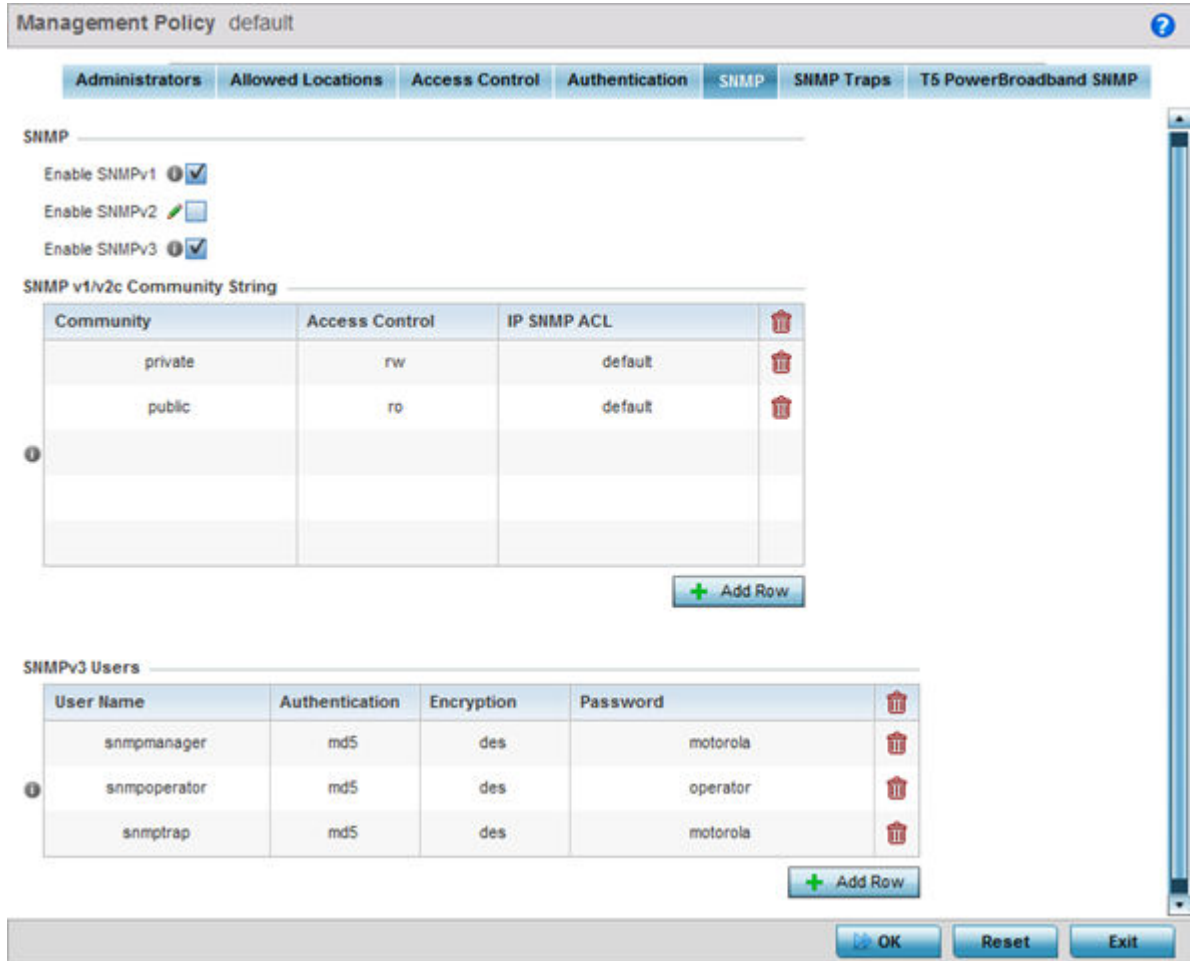 Management Policy default
Administrators Allowed Locations Access Control Authentication SNMP SNMP Traps T5 PowerBroadband SNMP
SNMP
Enable SNMPv1
Enable SNMPv2
Enable SNMPv3
SNMP v1/v2c Community String
Community Access Control IP SNMP ACL
private rw default
public ro default
Add Row
SNMPv3 Users
User Name Authentication Encryption Password
snmpmanager md5 des motorola
snmpoperator md5 des operator
snmptrap md5 des motorola
Add Row
OK Reset Exit